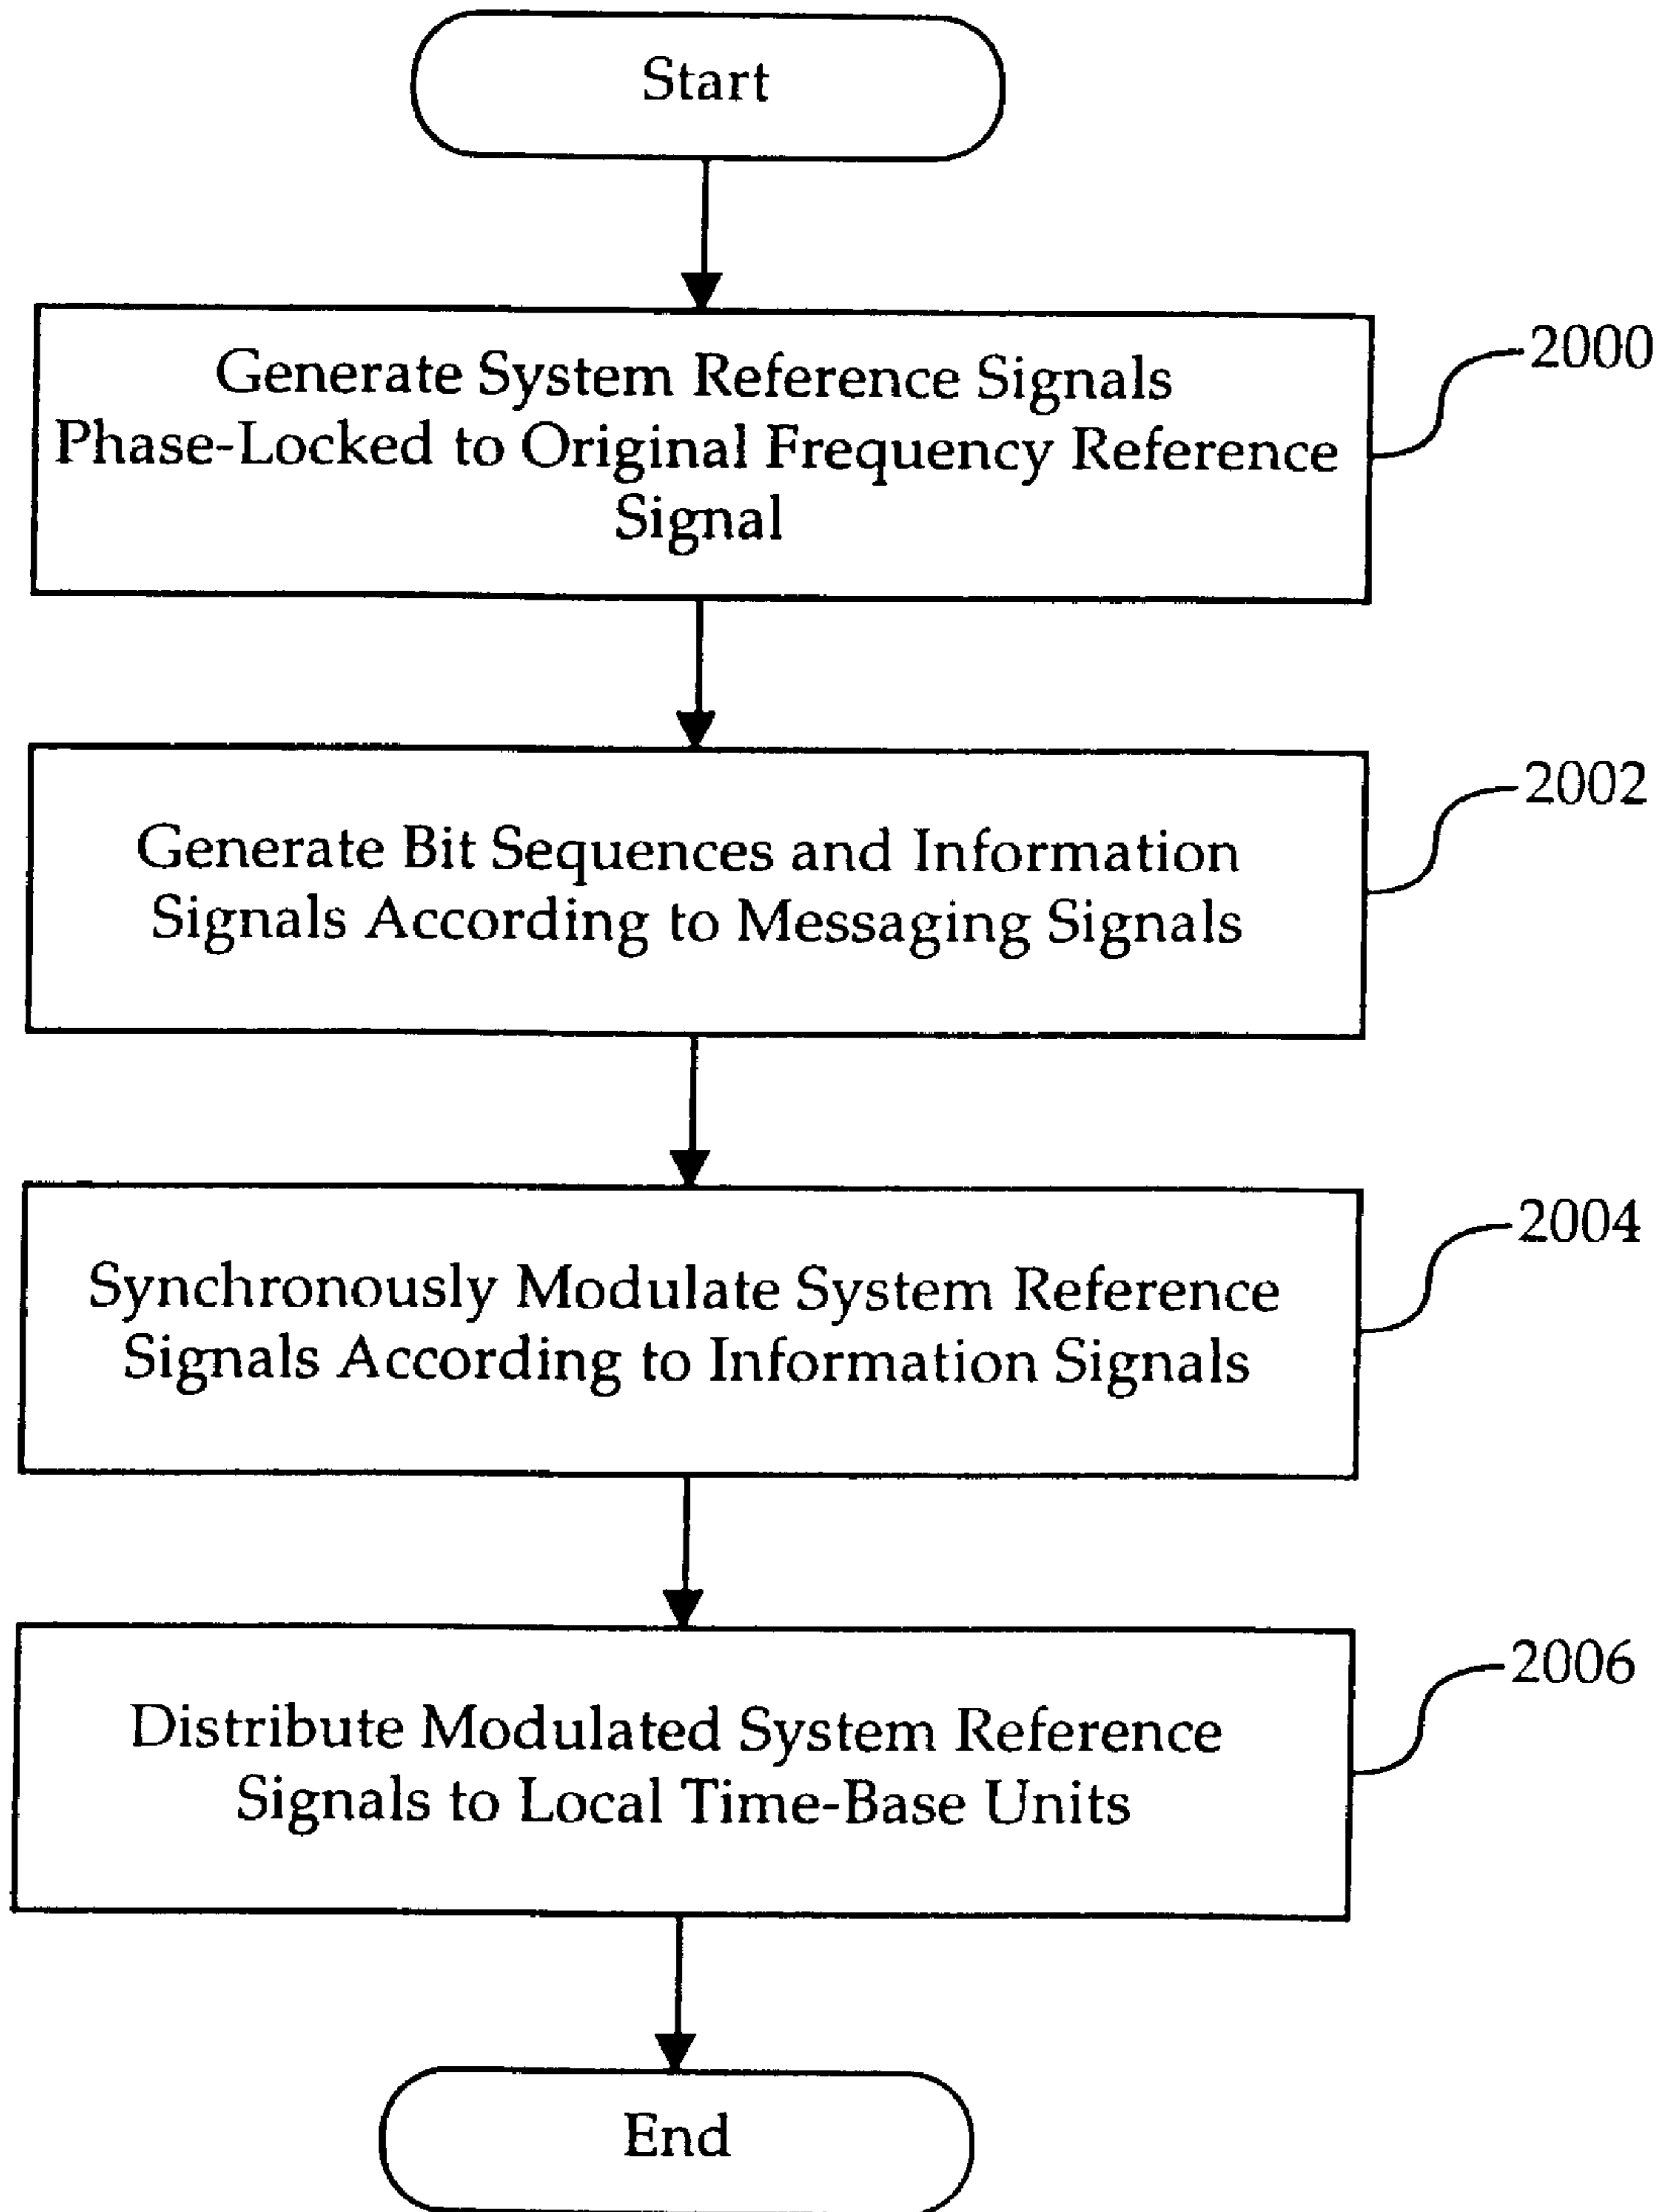 Start
Generate System Reference Signals
Phase-Locked to Original Frequency Reference
Signal
2000
Generate Bit Sequences and Information
Signals According to Messaging Signals
2002
Synchronously Modulate System Reference
Signals According to Information Signals
2004
Distribute Modulated System Reference
Signals to Local Time-Base Units
2006
End